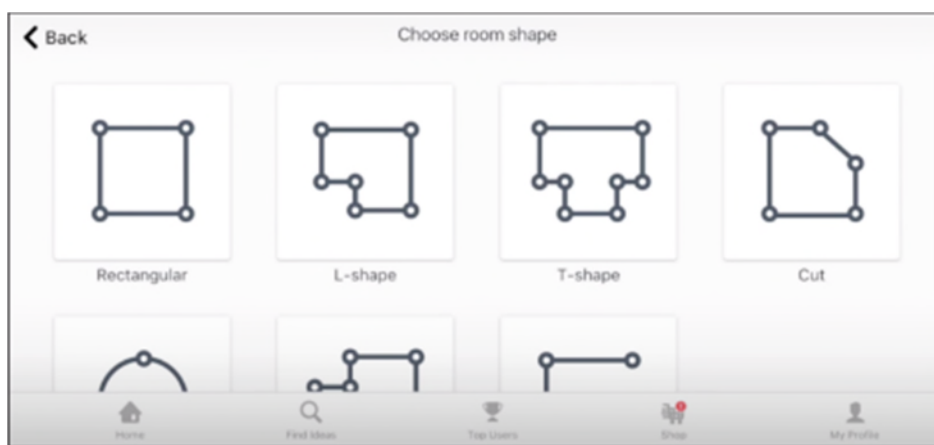 Back
Choose room shape
Rectangular
L-shape
T-shape
Cut
Home
Find Ideas
Top Users
Shop
My Profile